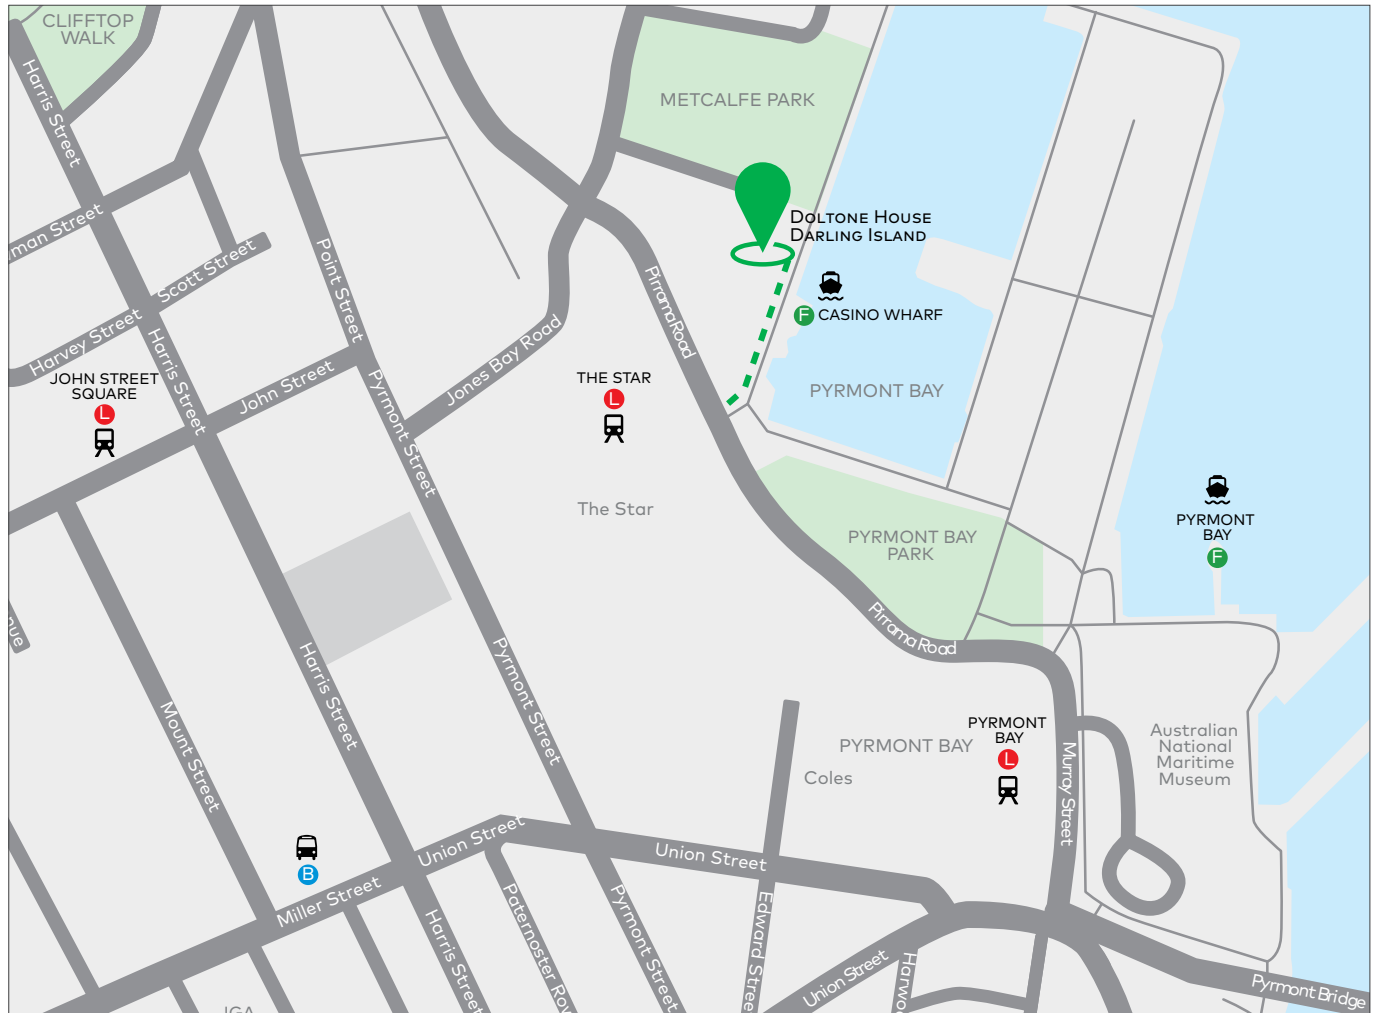 CLIFFTOP
WALK
METCALFE PARK
Harris Street
DOLTONE HOUSE
DARLING ISLAND
Street
Scott Street
Point Street
Pirrama Road
F CASINO WHARF
Harvey Street
Harris Street
Jones Bay Road
JOHN STREET
SQUARE
L
John Street
Pyrmont Street
THE STAR
L
PYRMONT BAY
The Star
PYRMONT
BAY
F
PYRMONT BAY
PARK
Pirrama Road
Harris Street
Pyrmont Street
Mount Street
PYRMONT
BAY
L
PYRMONT BAY
Coles
Murray Street
Australian
National
Maritime
Museum
Union Street
Union Street
B
Miller Street
Harris Street
Paternoster Row
Pyrmont Street
Edward Stree
Union Street
Harwo
Pyrmont Bridge
IGA